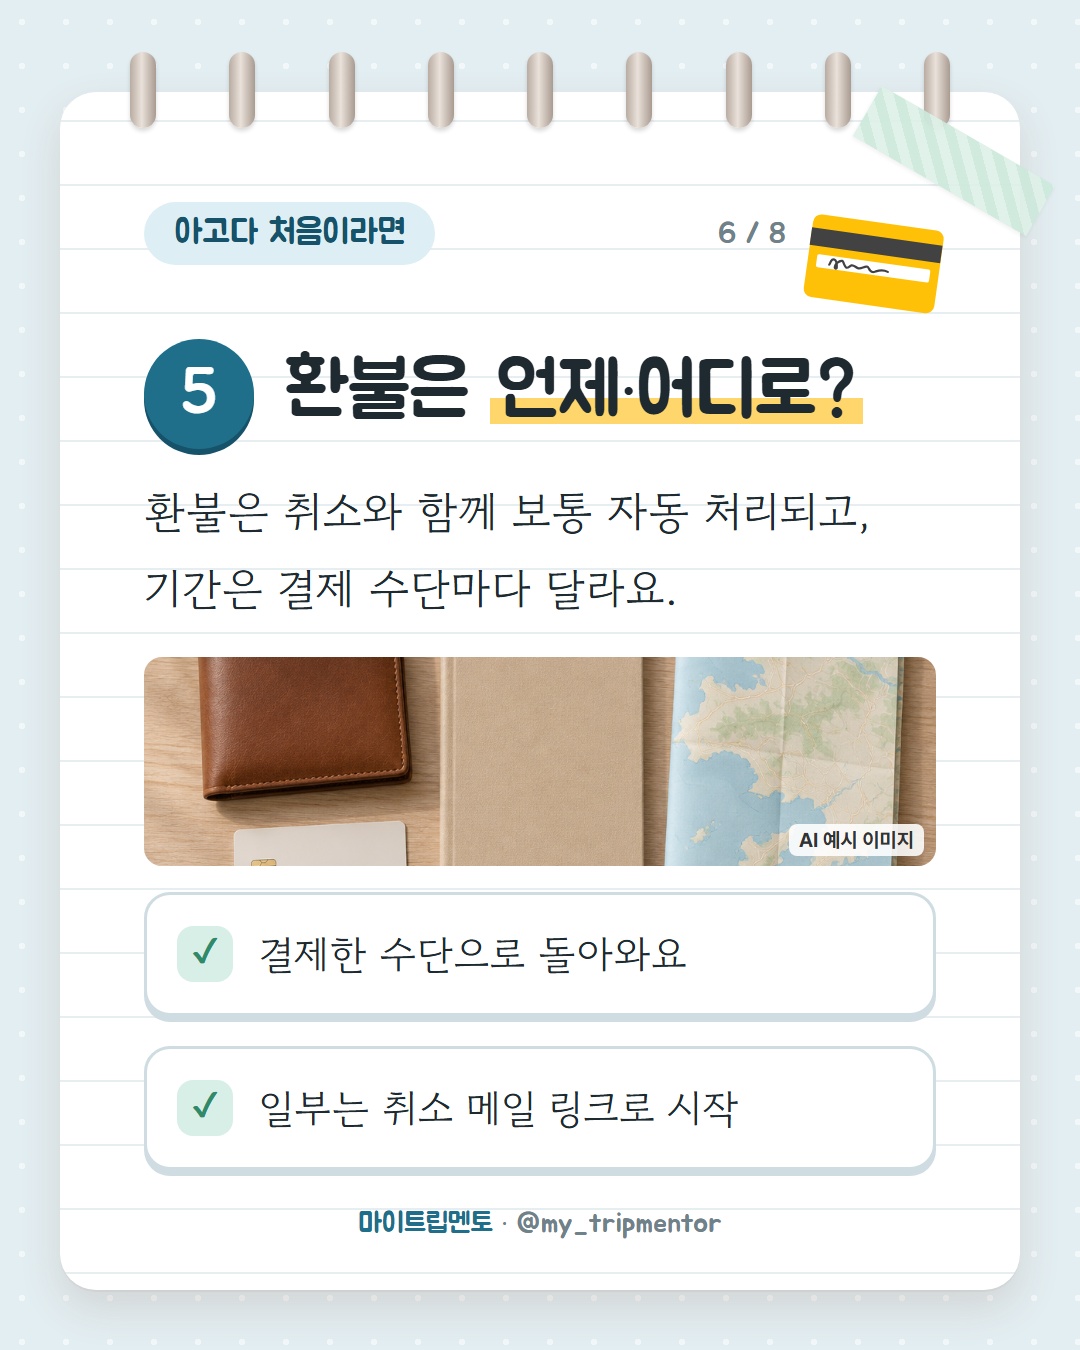 아고다 처음이라면
6 / 8
5 환불은 언제·어디로?
환불은 취소와 함께 보통 자동 처리되고,
기간은 결제 수단마다 달라요.
AI 예시 이미지
✓ 결제한 수단으로 돌아와요
✓ 일부는 취소 메일 링크로 시작
마이트립멘토 · @my_tripmentor